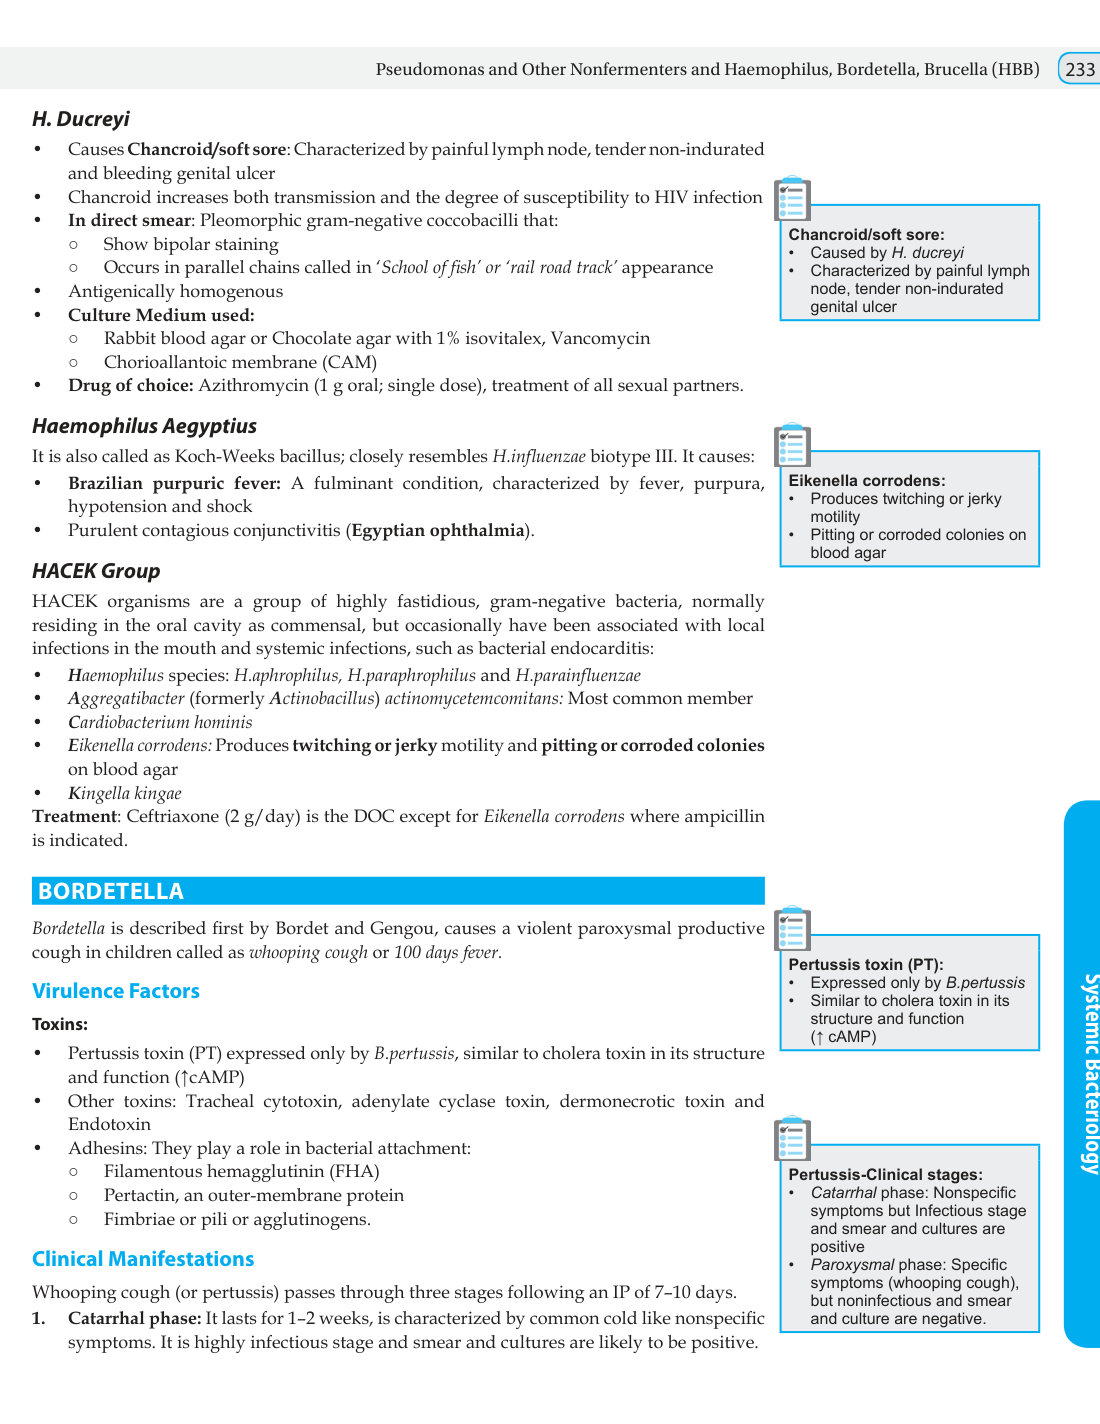 Pseudomonas and Other Nonfermenters and Haemophilus, Bordetella, Brucella (HBB) 233
H. Ducreyi
• Causes Chancroid/soft sore: Characterized by painful lymph node, tender non-indurated
and bleeding genital ulcer
• Chancroid increases both transmission and the degree of susceptibility to HIV infection
• In direct smear: Pleomorphic gram-negative coccobacilli that:
○ Show bipolar staining
○ Occurs in parallel chains called in ‘School of fish’ or ‘rail road track’ appearance
• Antigenically homogenous
• Culture Medium used:
○ Rabbit blood agar or Chocolate agar with 1% isovitalex, Vancomycin
○ Chorioallantoic membrane (CAM)
• Drug of choice: Azithromycin (1 g oral; single dose), treatment of all sexual partners.
Haemophilus Aegyptius
It is also called as Koch-Weeks bacillus; closely resembles H.influenzae biotype III. It causes:
• Brazilian purpuric fever: A fulminant condition, characterized by fever, purpura,
hypotension and shock
• Purulent contagious conjunctivitis (Egyptian ophthalmia).
HACEK Group
HACEK organisms are a group of highly fastidious, gram-negative bacteria, normally
residing in the oral cavity as commensal, but occasionally have been associated with local
infections in the mouth and systemic infections, such as bacterial endocarditis:
• Haemophilus species: H.aphrophilus, H.paraphrophilus and H.parainfluenzae
• Aggregatibacter (formerly Actinobacillus) actinomycetemcomitans: Most common member
• Cardiobacterium hominis
• Eikenella corrodens: Produces twitching or jerky motility and pitting or corroded colonies
on blood agar
• Kingella kingae
Treatment: Ceftriaxone (2 g/day) is the DOC except for Eikenella corrodens where ampicillin
is indicated.
BORDETELLA
Bordetella is described first by Bordet and Gengou, causes a violent paroxysmal productive
cough in children called as whooping cough or 100 days fever.
Virulence Factors
Toxins:
• Pertussis toxin (PT) expressed only by B.pertussis, similar to cholera toxin in its structure
and function (↑cAMP)
• Other toxins: Tracheal cytotoxin, adenylate cyclase toxin, dermonecrotic toxin and
Endotoxin
• Adhesins: They play a role in bacterial attachment:
○ Filamentous hemagglutinin (FHA)
○ Pertactin, an outer-membrane protein
○ Fimbriae or pili or agglutinogens.
Clinical Manifestations
Whooping cough (or pertussis) passes through three stages following an IP of 7–10 days.
1. Catarrhal phase: It lasts for 1–2 weeks, is characterized by common cold like nonspecific
symptoms. It is highly infectious stage and smear and cultures are likely to be positive.
Chancroid/soft sore:
• Caused by H. ducreyi
• Characterized by painful lymph
node, tender non-indurated
genital ulcer
Eikenella corrodens:
• Produces twitching or jerky
motility
• Pitting or corroded colonies on
blood agar
Pertussis toxin (PT):
• Expressed only by B.pertussis
• Similar to cholera toxin in its
structure and function
(↑ cAMP)
Pertussis-Clinical stages:
• Catarrhal phase: Nonspecific
symptoms but Infectious stage
and smear and cultures are
positive
• Paroxysmal phase: Specific
symptoms (whooping cough),
but noninfectious and smear
and culture are negative.
Systemic Bacteriology